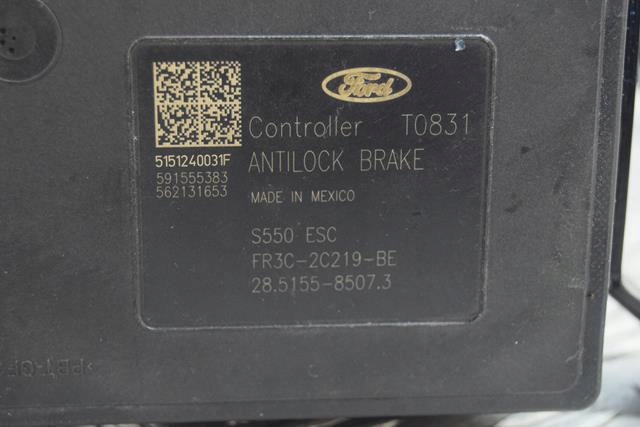 Ford
Controller T0831
5151240031F
ANTILOCK BRAKE
591555383
562131653
MADE IN MEXICO
S550 ESC
FR3C-2C219-BE
28.5155-8507.3